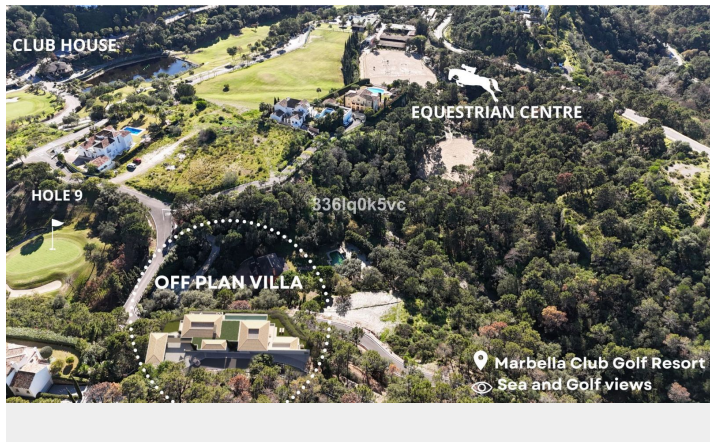 CLUB HOUSE
EQUESTRIAN CENTRE
HOLE 9
336lq0k5vc
OFF PLAN VILLA
Marbella Club Golf Resort
Sea and Golf views